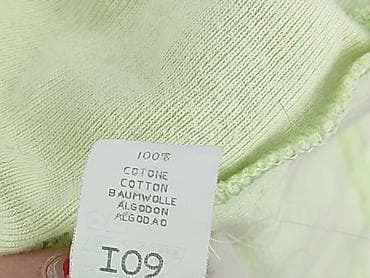 100%
COTONE
COTTON
BAUMWOLLE
ALGODON
ALGODAO
I09